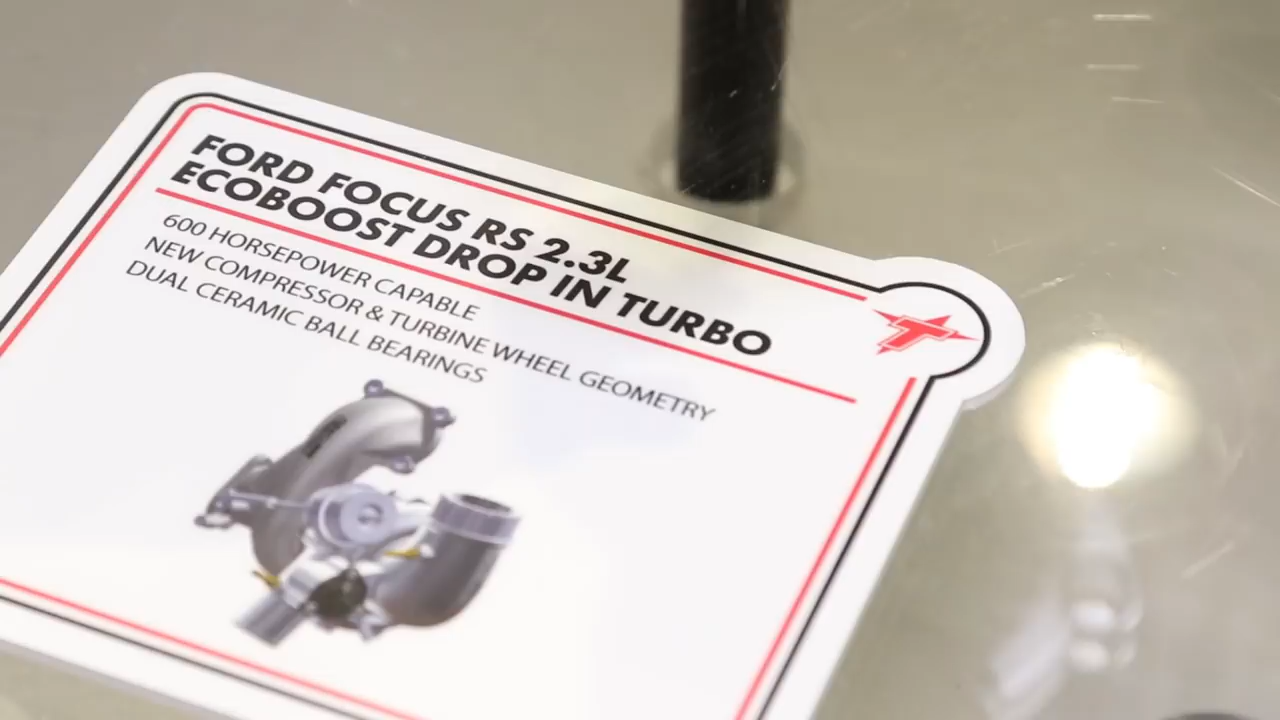 FORD FOCUS RS 2.3L
ECOBOOST DROP IN TURBO
600 HORSEPOWER CAPABLE
NEW COMPRESSOR & TURBINE WHEEL GEOMETRY
DUAL CERAMIC BALL BEARINGS
T